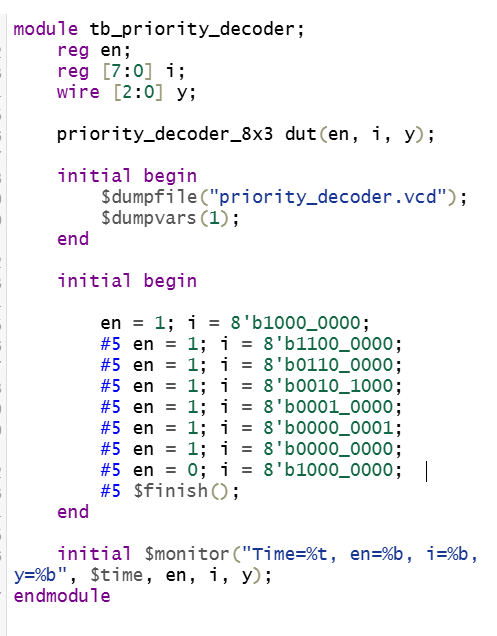 module tb_priority_decoder;
    reg en;
    reg [7:0] i;
    wire [2:0] y;

    priority_decoder_8x3 dut(en, i, y);

    initial begin
        $dumpfile("priority_decoder.vcd");
        $dumpvars(1);
    end

    initial begin

        en = 1; i = 8'b1000_0000;
        #5 en = 1; i = 8'b1100_0000;
        #5 en = 1; i = 8'b0110_0000;
        #5 en = 1; i = 8'b0010_1000;
        #5 en = 1; i = 8'b0001_0000;
        #5 en = 1; i = 8'b0000_0001;
        #5 en = 1; i = 8'b0000_0000;
        #5 en = 0; i = 8'b1000_0000;
        #5 $finish();
    end

    initial $monitor("Time=%t, en=%b, i=%b,
y=%b", $time, en, i, y);
endmodule